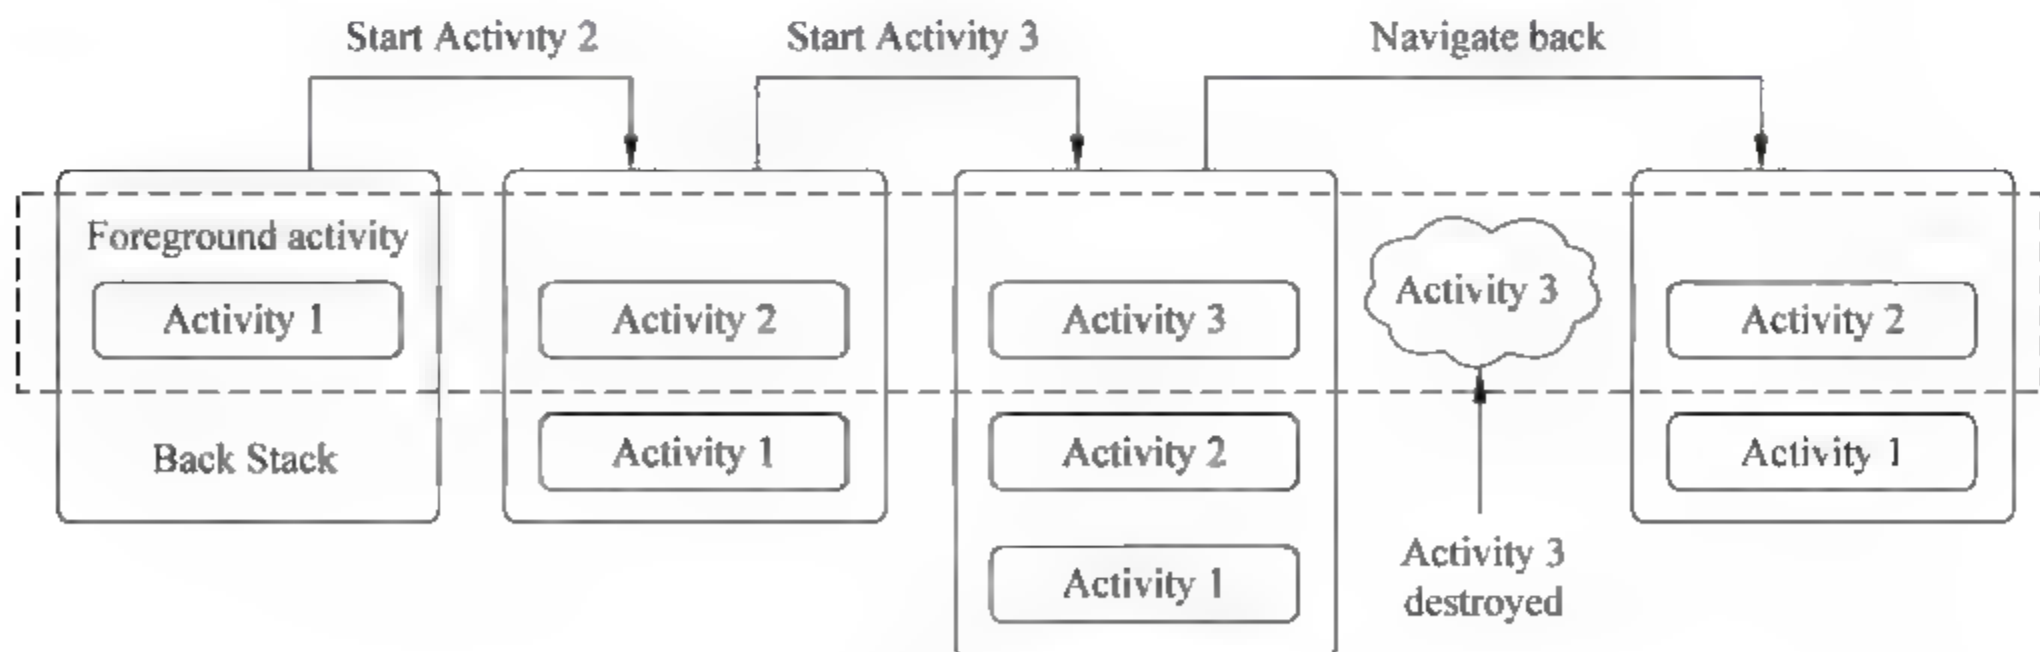 Start Activity 2
Start Activity 3
Navigate back
Foreground activity
Activity 1
Activity 2
Activity 3
Activity 3
Activity 2
Back Stack
Activity 1
Activity 2
Activity 1
Activity 1
Activity 3
destroyed